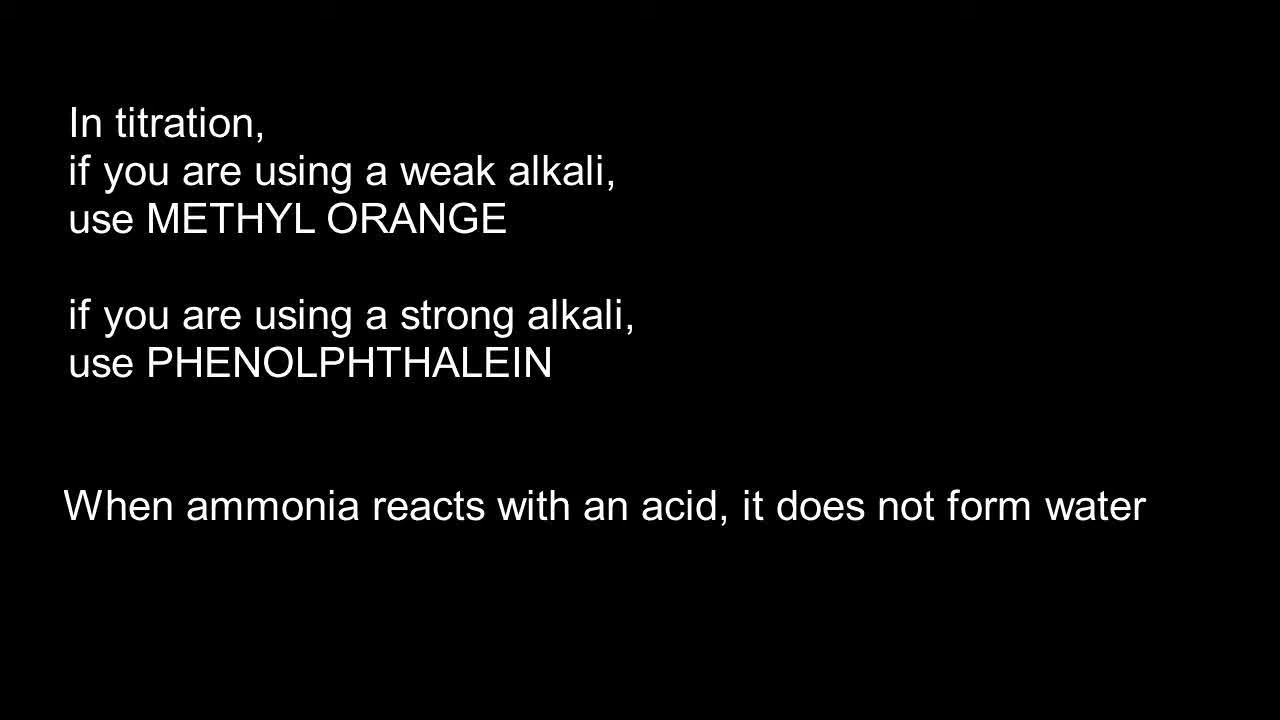 In titration,
if you are using a weak alkali,
use METHYL ORANGE
if you are using a strong alkali,
use PHENOLPHTHALEIN
When ammonia reacts with an acid, it does not form water